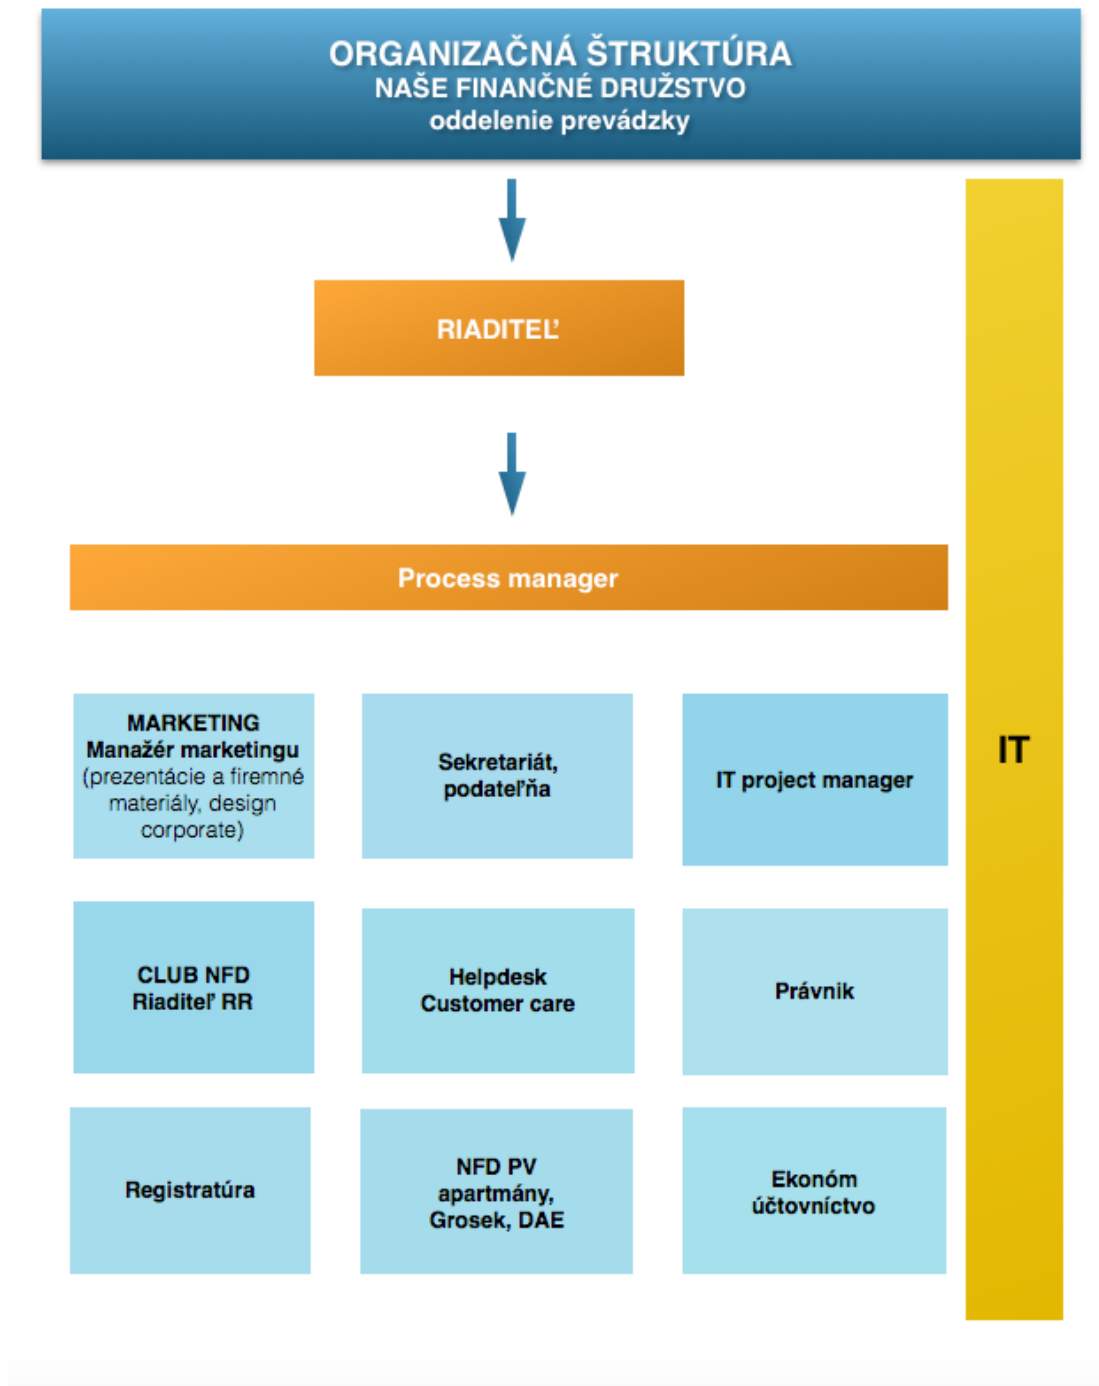 ORGANIZAČNÁ ŠTRUKTÚRA
NAŠE FINANČNÉ DRUŽSTVO
oddelenie prevádzky
RIADITEĽ
Process manager
IT
MARKETING
Manažér marketingu
(prezentácie a firemné
materiály, design
corporate)
Sekretariát,
podateľňa
IT project manager
CLUB NFD
Riaditeľ RR
Helpdesk
Customer care
Právnik
Registratúra
NFD PV
apartmány,
Grosek, DAE
Ekonóm
účtovníctvo